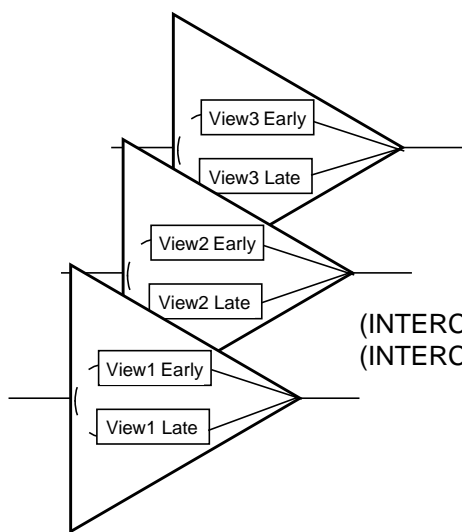 View3 Early
View3 Late
View2 Early
View2 Late
(INTERC
(INTERC
View1 Early
View1 Late